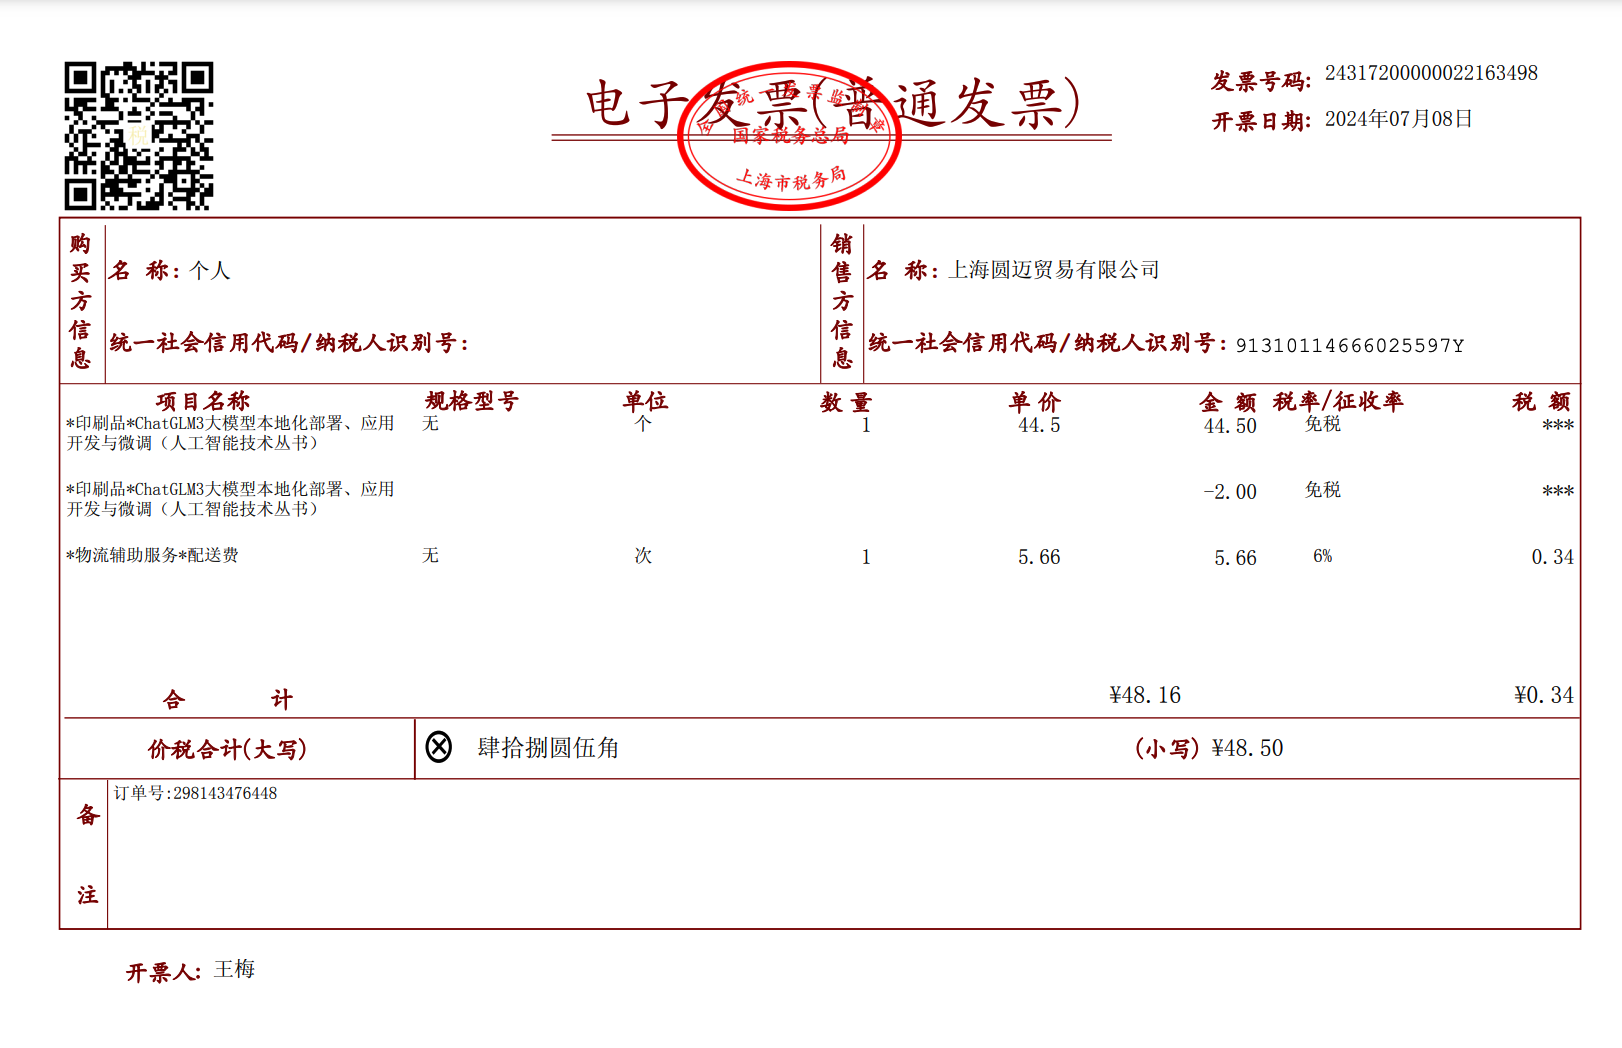 电子发票(普通发票)
全国统一发票监制章
国家税务总局
上海市税务局
税
发票号码: 24317200000022163498
开票日期: 2024年07月08日
购买方信息
名 称: 个人
统一社会信用代码/纳税人识别号:
销售方信息
名 称: 上海圆迈贸易有限公司
统一社会信用代码/纳税人识别号: 91310114666025597Y
项目名称 规格型号 单位 数量 单价 金额 税率/征收率 税额
*印刷品*ChatGLM3大模型本地化部署、应用 无 个 1 44.5 44.50 免税 ***
开发与微调（人工智能技术丛书）
*印刷品*ChatGLM3大模型本地化部署、应用 -2.00 免税 ***
开发与微调（人工智能技术丛书）
*物流辅助服务*配送费 无 次 1 5.66 5.66 6% 0.34
合 计 ¥48.16 ¥0.34
价税合计(大写) 肆拾捌圆伍角 (小写) ¥48.50
备注
订单号:298143476448
开票人: 王梅